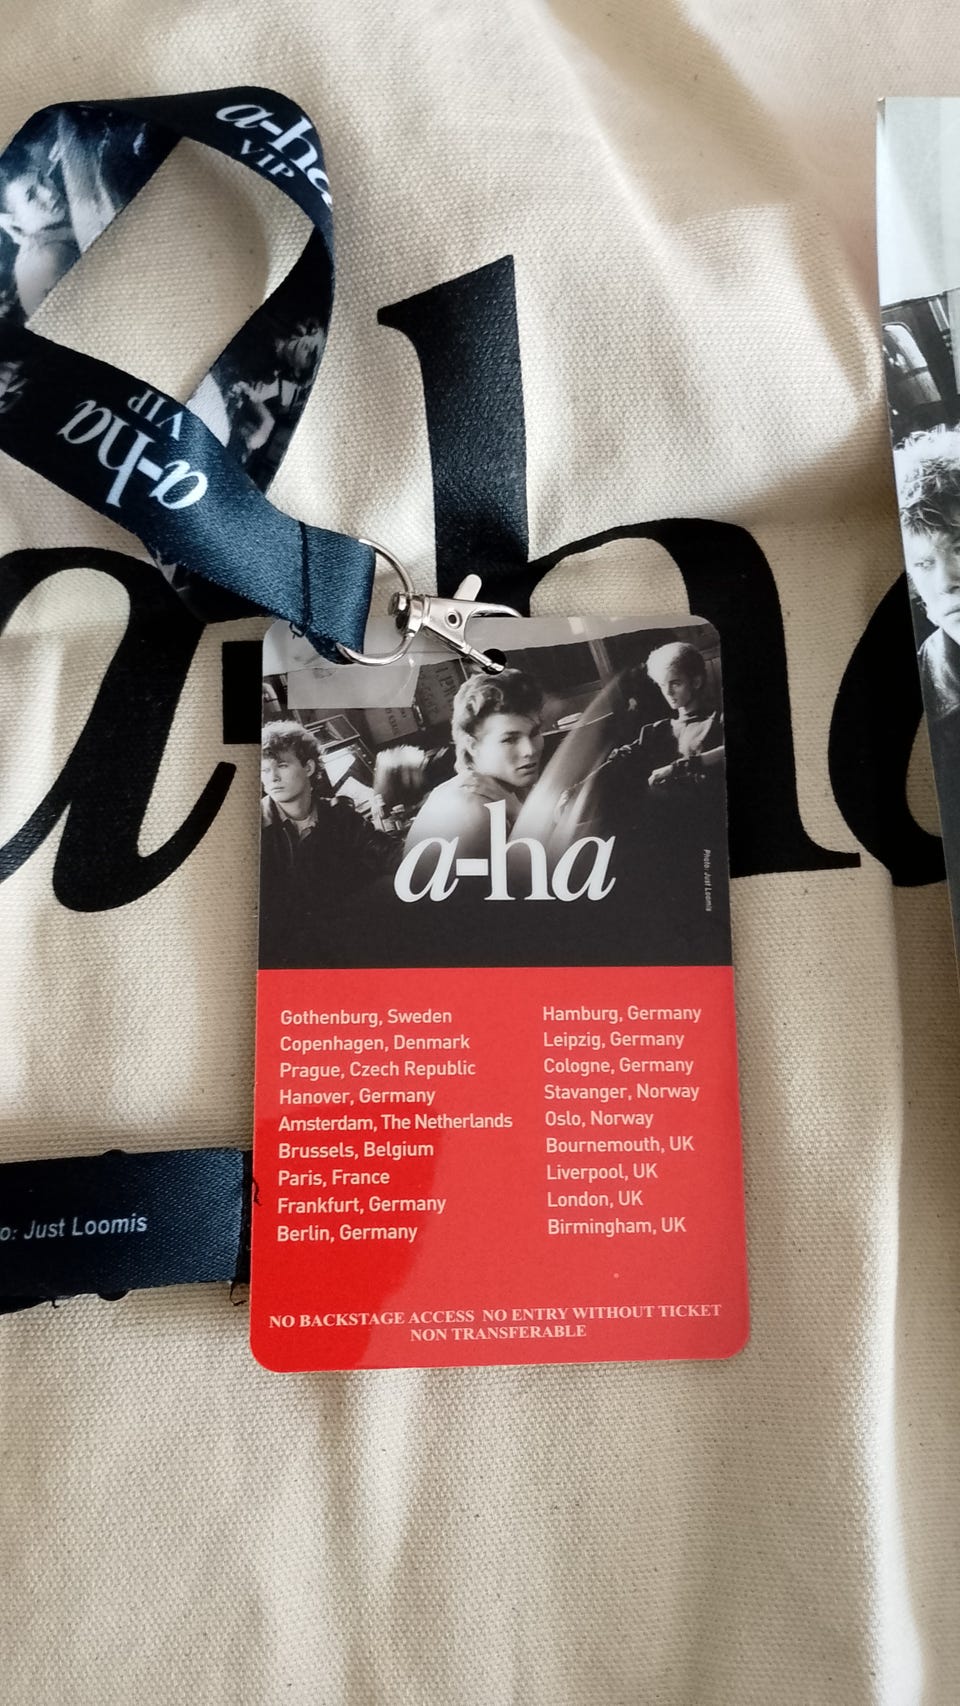 a-ha
VIP
a-ha
VIP
a-ha
a-ha
Photo: Just Loomis
Gothenburg, Sweden
Copenhagen, Denmark
Prague, Czech Republic
Hanover, Germany
Amsterdam, The Netherlands
Brussels, Belgium
Paris, France
Frankfurt, Germany
Berlin, Germany
Hamburg, Germany
Leipzig, Germany
Cologne, Germany
Stavanger, Norway
Oslo, Norway
Bournemouth, UK
Liverpool, UK
London, UK
Birmingham, UK
o: Just Loomis
NO BACKSTAGE ACCESS NO ENTRY WITHOUT TICKET
NON TRANSFERABLE